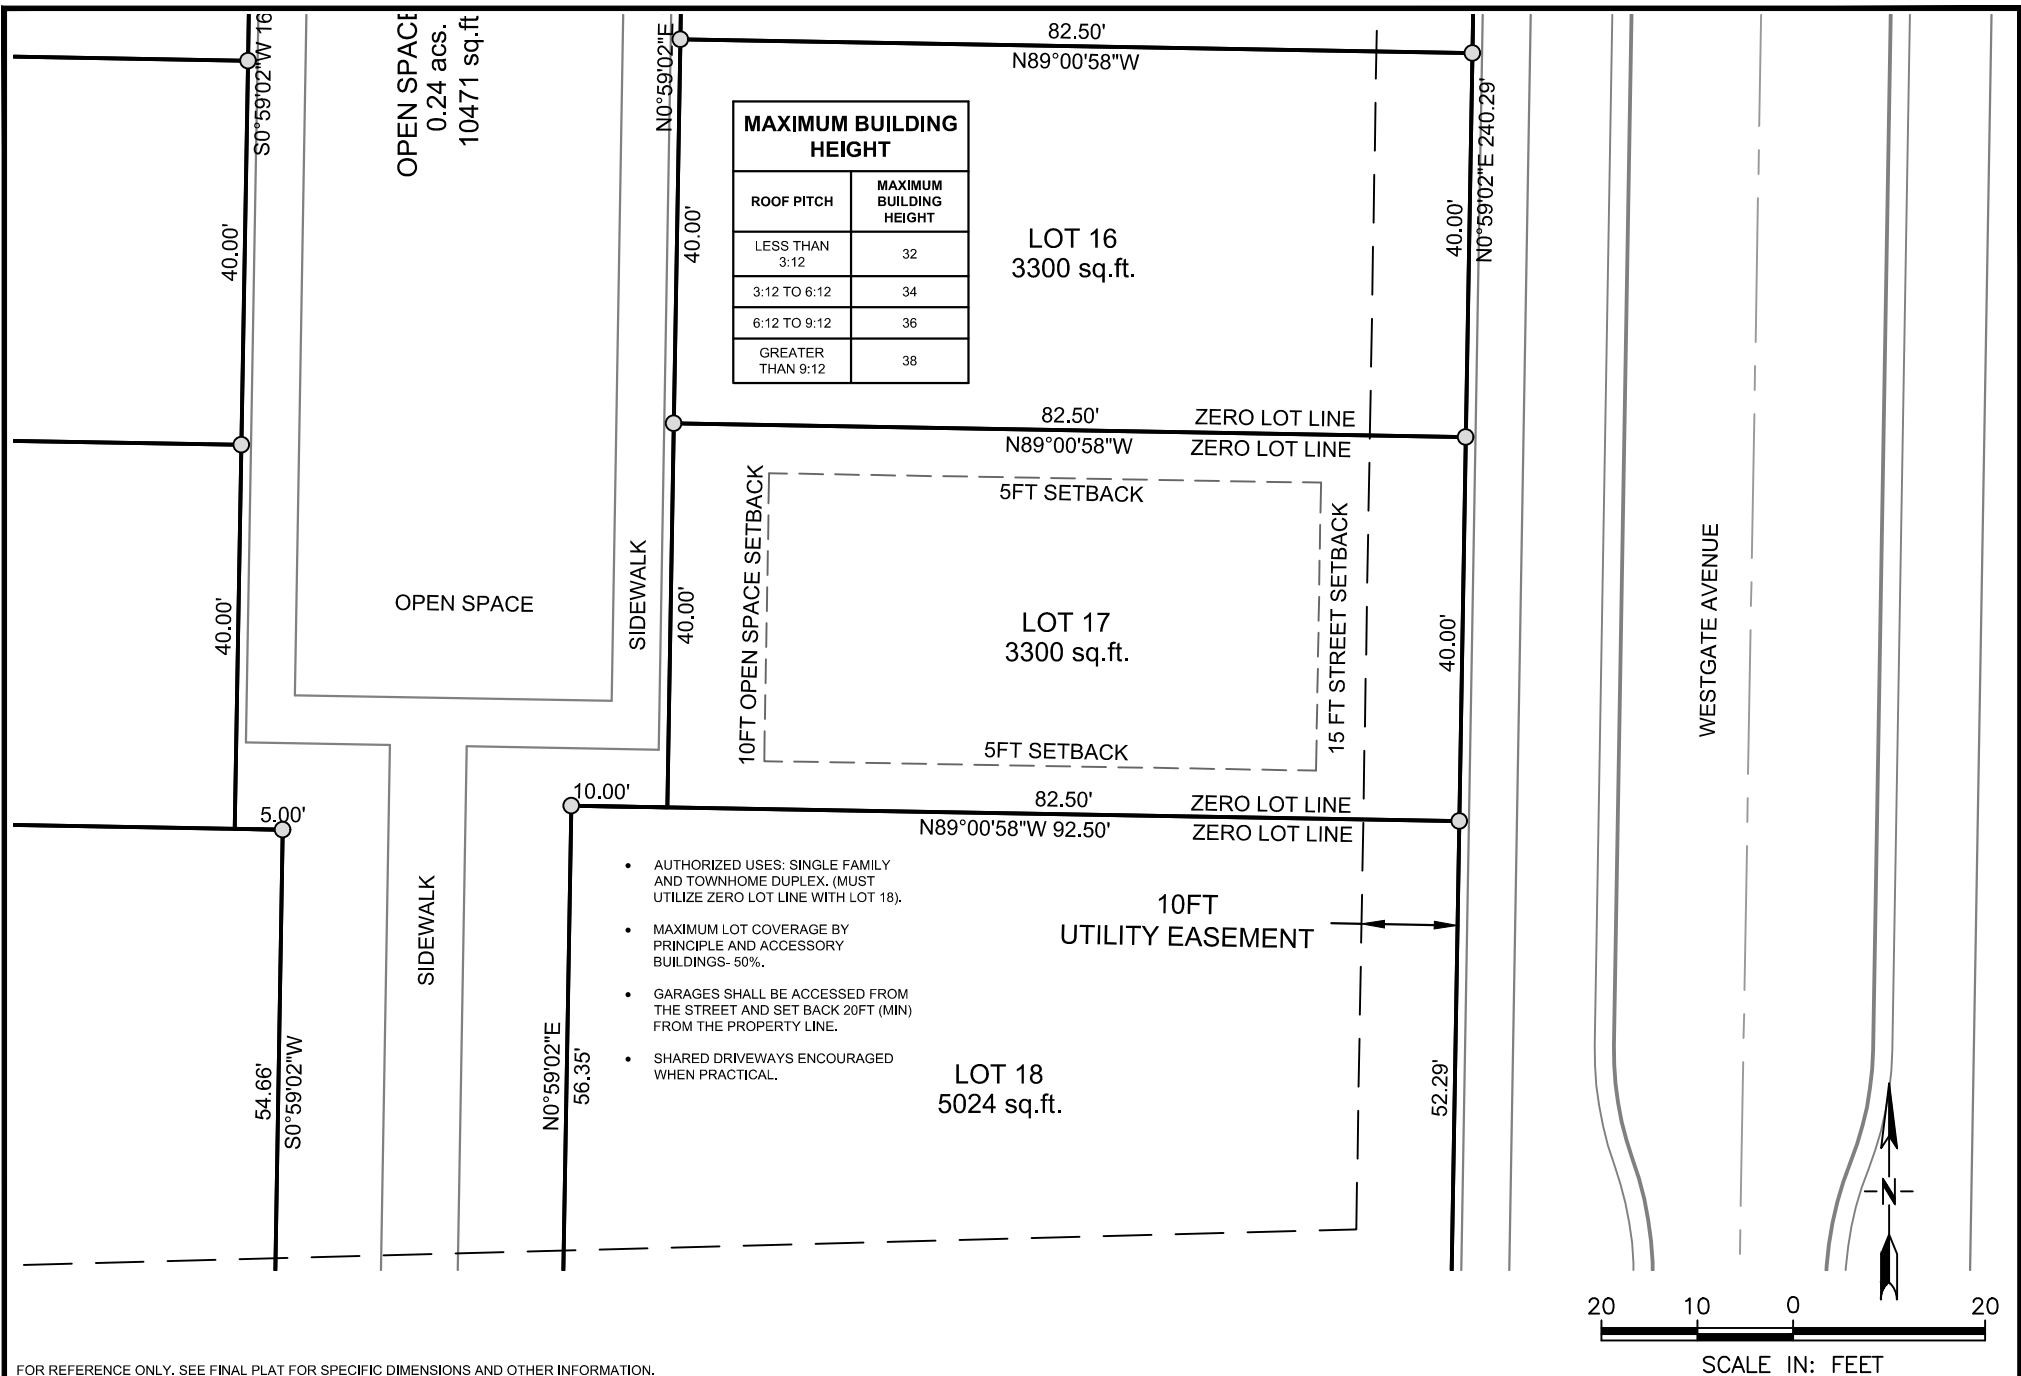 S0°59'02"W 16
OPEN SPACE
0.24 acs.
10471 sq.ft
N0°59'02"E
82.50'
N89°00'58"W
N0°59'02"E 240.29'
MAXIMUM BUILDING
HEIGHT
ROOF PITCH
MAXIMUM
BUILDING
HEIGHT
LESS THAN
3:12
32
3:12 TO 6:12
34
6:12 TO 9:12
36
GREATER
THAN 9:12
38
40.00'
40.00'
LOT 16
3300 sq.ft.
40.00'
82.50'
ZERO LOT LINE
N89°00'58"W
ZERO LOT LINE
5FT SETBACK
10FT OPEN SPACE SETBACK
15 FT STREET SETBACK
OPEN SPACE
SIDEWALK
40.00'
40.00'
LOT 17
3300 sq.ft.
40.00'
WESTGATE AVENUE
5FT SETBACK
5.00'
10.00'
82.50'
ZERO LOT LINE
N89°00'58"W 92.50'
ZERO LOT LINE
SIDEWALK
• AUTHORIZED USES: SINGLE FAMILY
AND TOWNHOME DUPLEX. (MUST
UTILIZE ZERO LOT LINE WITH LOT 18).
• MAXIMUM LOT COVERAGE BY
PRINCIPLE AND ACCESSORY
BUILDINGS- 50%.
• GARAGES SHALL BE ACCESSED FROM
THE STREET AND SET BACK 20FT (MIN)
FROM THE PROPERTY LINE.
• SHARED DRIVEWAYS ENCOURAGED
WHEN PRACTICAL.
10FT
UTILITY EASEMENT
54.66'
S0°59'02"W
N0°59'02"E
56.35'
LOT 18
5024 sq.ft.
52.29'
N
20 10 0 20
SCALE IN: FEET
FOR REFERENCE ONLY. SEE FINAL PLAT FOR SPECIFIC DIMENSIONS AND OTHER INFORMATION.